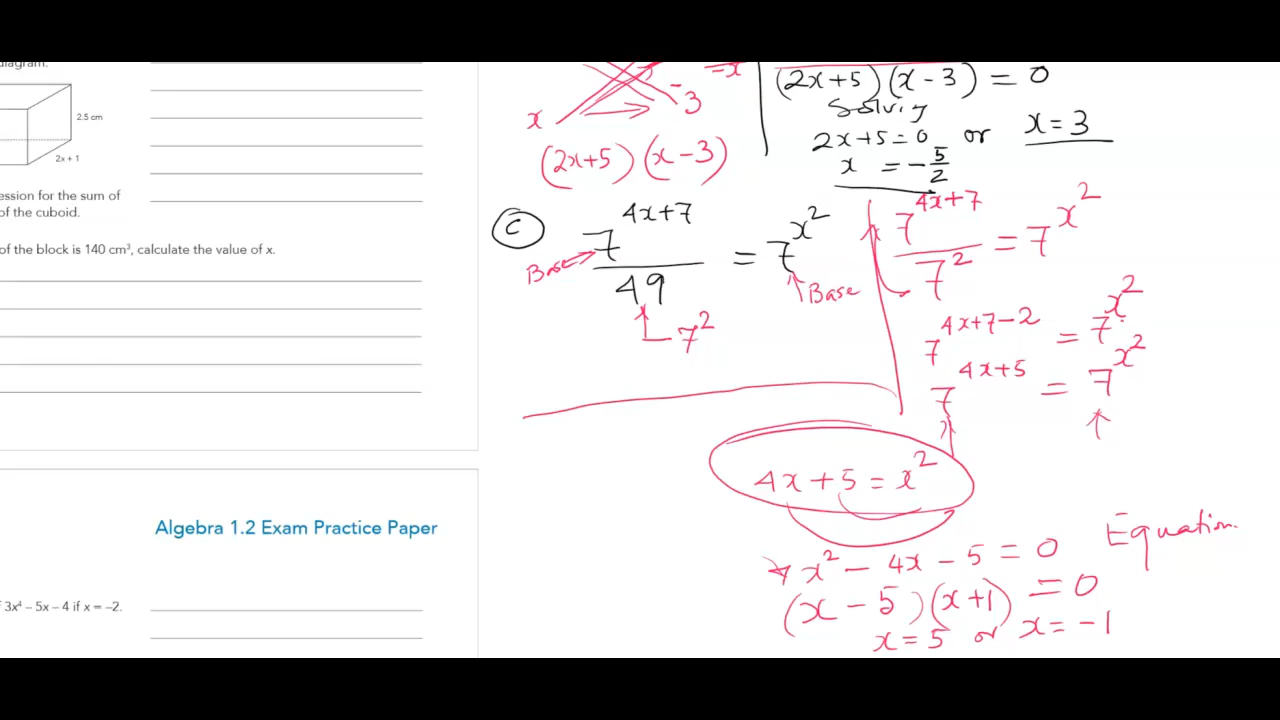 diagram.
2.5 cm
2x + 1
ession for the sum of
of the cuboid.
of the block is 140 cm³, calculate the value of x.
Algebra 1.2 Exam Practice Paper
3x⁴ – 5x – 4 if x = –2.
-x
-3
x
(2x+5) (x-3)
(2x+5) (x-3) = 0
Solving
2x+5=0 or x=3
x = -5/2
C
7^(4x+7)/49 = 7^(x²)
Base
Base
7²
7^(4x+7)/7² = 7^(x²)
7^(4x+7-2) = 7^(x²)
7^(4x+5) = 7^(x²)
4x+5 = x²
Equation.
x² - 4x - 5 = 0
(x - 5)(x+1) = 0
x=5 or x=-1